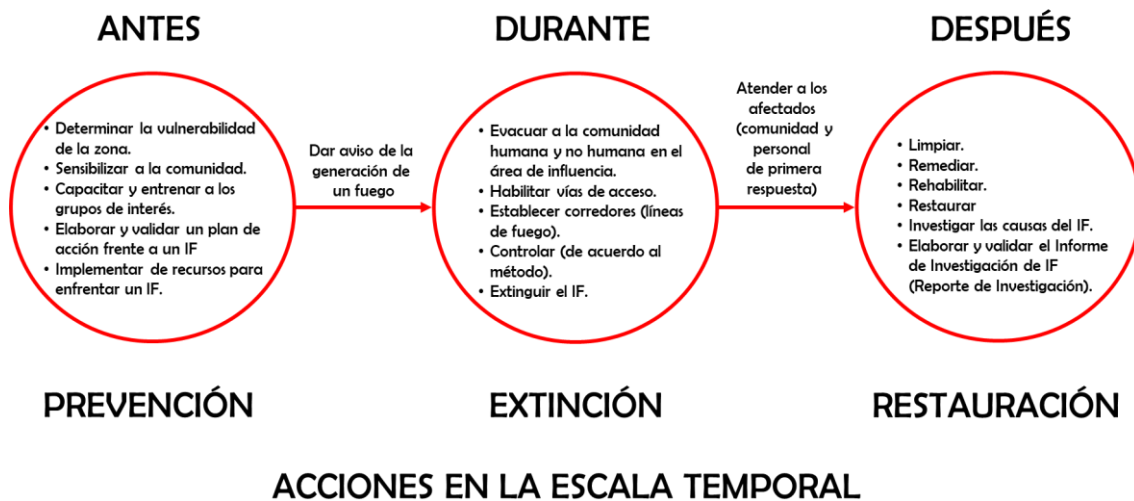 ANTES
• Determinar la vulnerabilidad
de la zona.
• Sensibilizar a la comunidad.
• Capacitar y entrenar a los
grupos de interés.
• Elaborar y validar un plan de
acción frente a un IF
• Implementar de recursos para
enfrentar un IF.
PREVENCIÓN
Dar aviso de la
generación de
un fuego
DURANTE
• Evacuar a la comunidad
humana y no humana en el
área de influencia.
• Habilitar vías de acceso.
• Establecer corredores (líneas
de fuego).
• Controlar (de acuerdo al
método).
• Extinguir el IF.
EXTINCIÓN
Atender a los
afectados
(comunidad y
personal
de primera
respuesta)
DESPUÉS
• Limpiar.
• Remediar.
• Rehabilitar.
• Restaurar
• Investigar las causas del IF.
• Elaborar y validar el Informe
de Investigación de IF
(Reporte de Investigación).
RESTAURACIÓN
ACCIONES EN LA ESCALA TEMPORAL